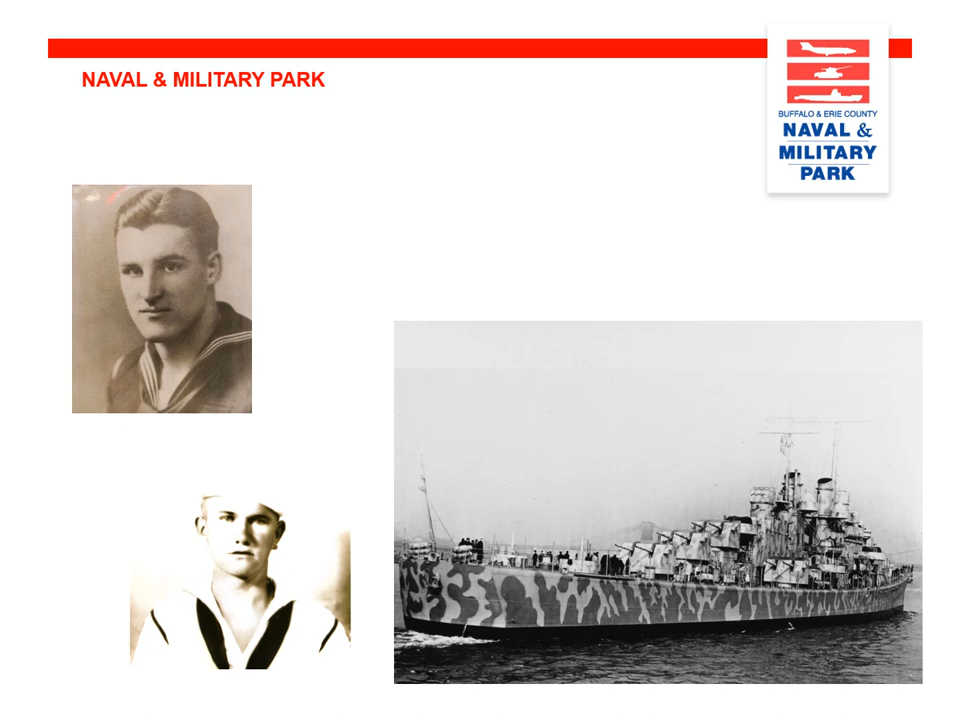 NAVAL & MILITARY PARK
BUFFALO & ERIE COUNTY
NAVAL &
MILITARY
PARK